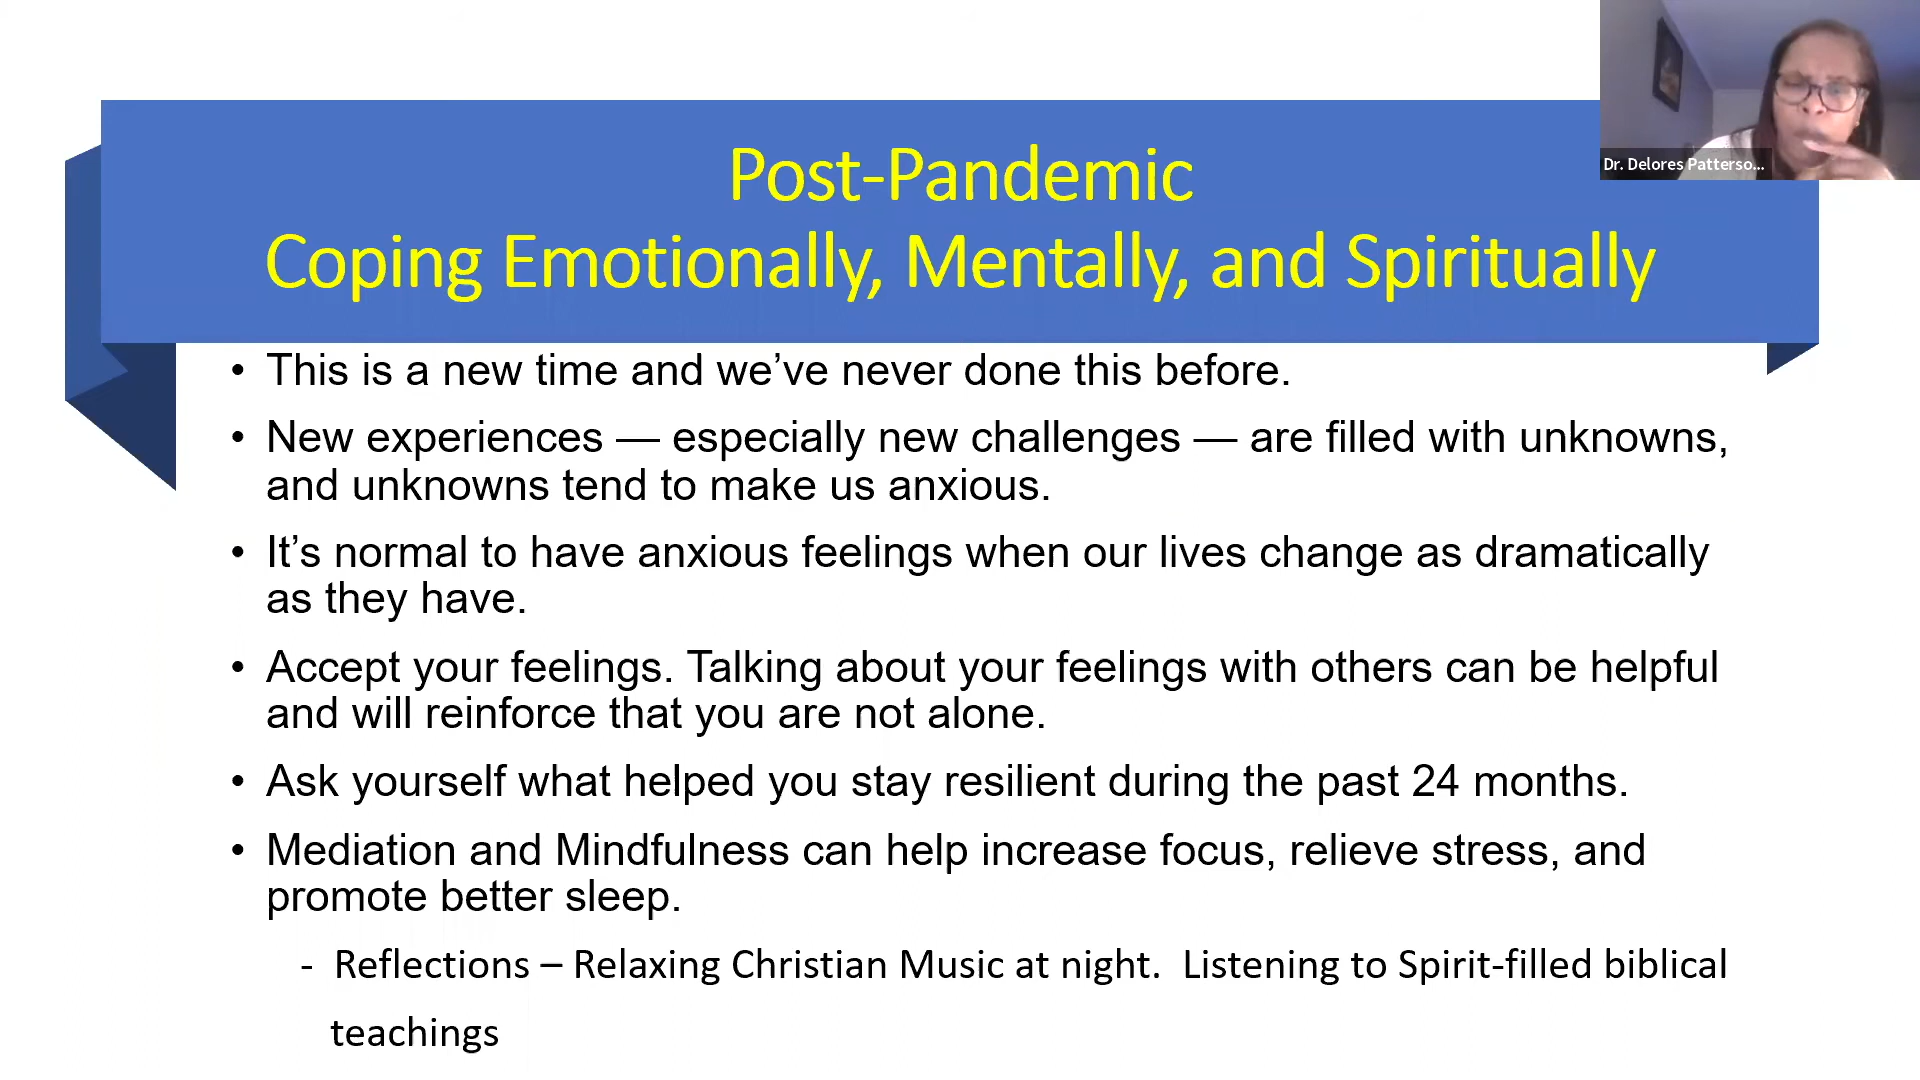 Dr. Delores Patterso...
Post-Pandemic
Coping Emotionally, Mentally, and Spiritually
• This is a new time and we’ve never done this before.
• New experiences — especially new challenges — are filled with unknowns,
and unknowns tend to make us anxious.
• It’s normal to have anxious feelings when our lives change as dramatically
as they have.
• Accept your feelings. Talking about your feelings with others can be helpful
and will reinforce that you are not alone.
• Ask yourself what helped you stay resilient during the past 24 months.
• Mediation and Mindfulness can help increase focus, relieve stress, and
promote better sleep.
- Reflections – Relaxing Christian Music at night.  Listening to Spirit-filled biblical
teachings